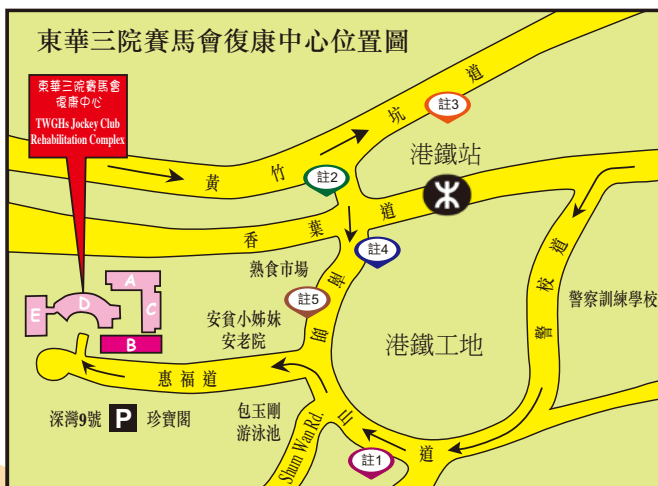 東華三院賽馬會復康中心位置圖
東華三院賽馬會
復康中心
TWGHs Jockey Club
Rehabilitation Complex
黃竹坑道
註3
港鐵站
註2
香葉道
註4
熟食市場
南朗山道
註5
警校道
警察訓練學校
A
D
C
E
B
安貧小姊妹
安老院
港鐵工地
惠福道
深灣9號
P
珍寶閣
包玉剛
游泳池
Shum Wan Rd.
註1